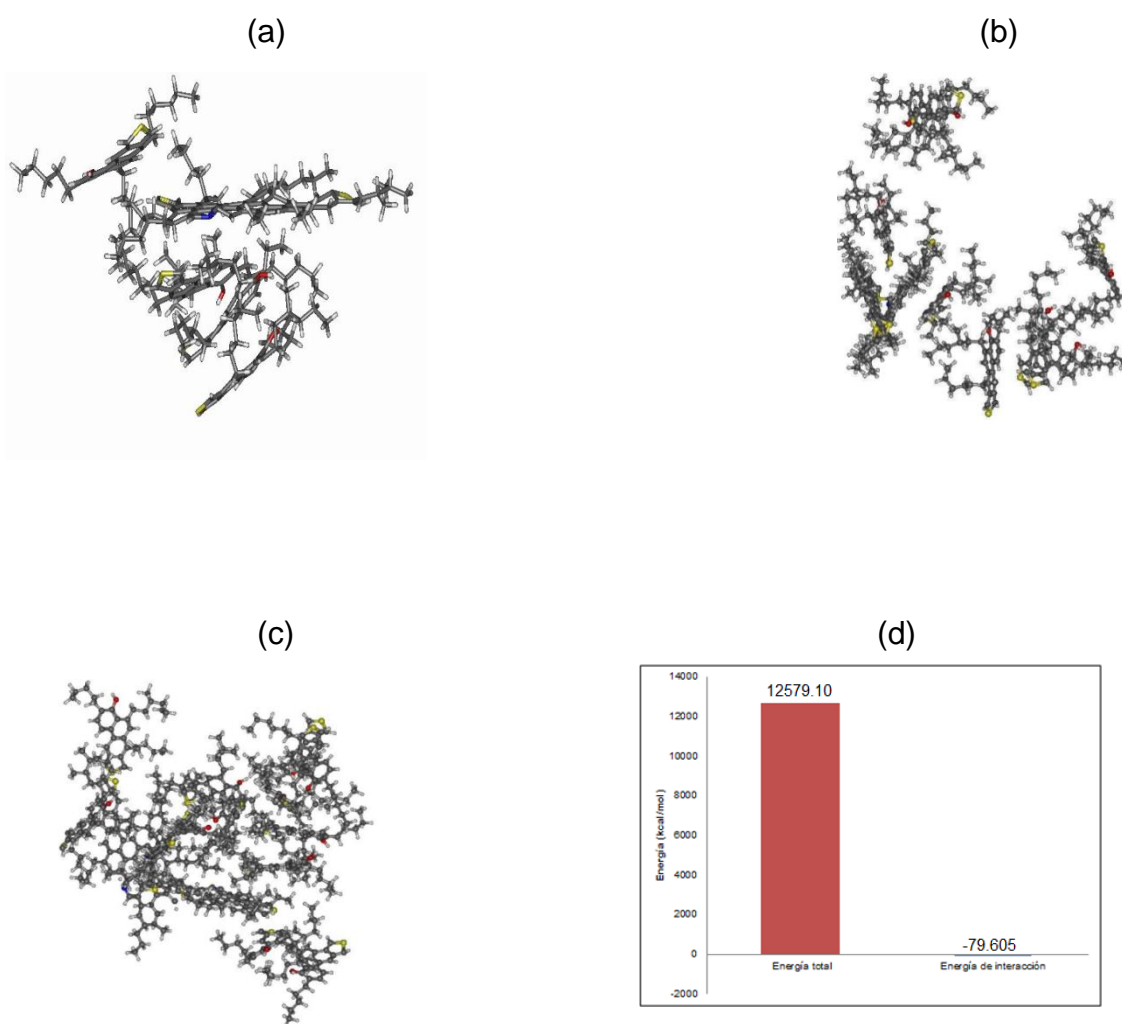 (a)
(b)
(c)
(d)
14000
12000
10000
8000
6000
4000
2000
0
-2000
Energía (kcal/mol)
12579.10
-79.605
Energía total
Energía de interacción